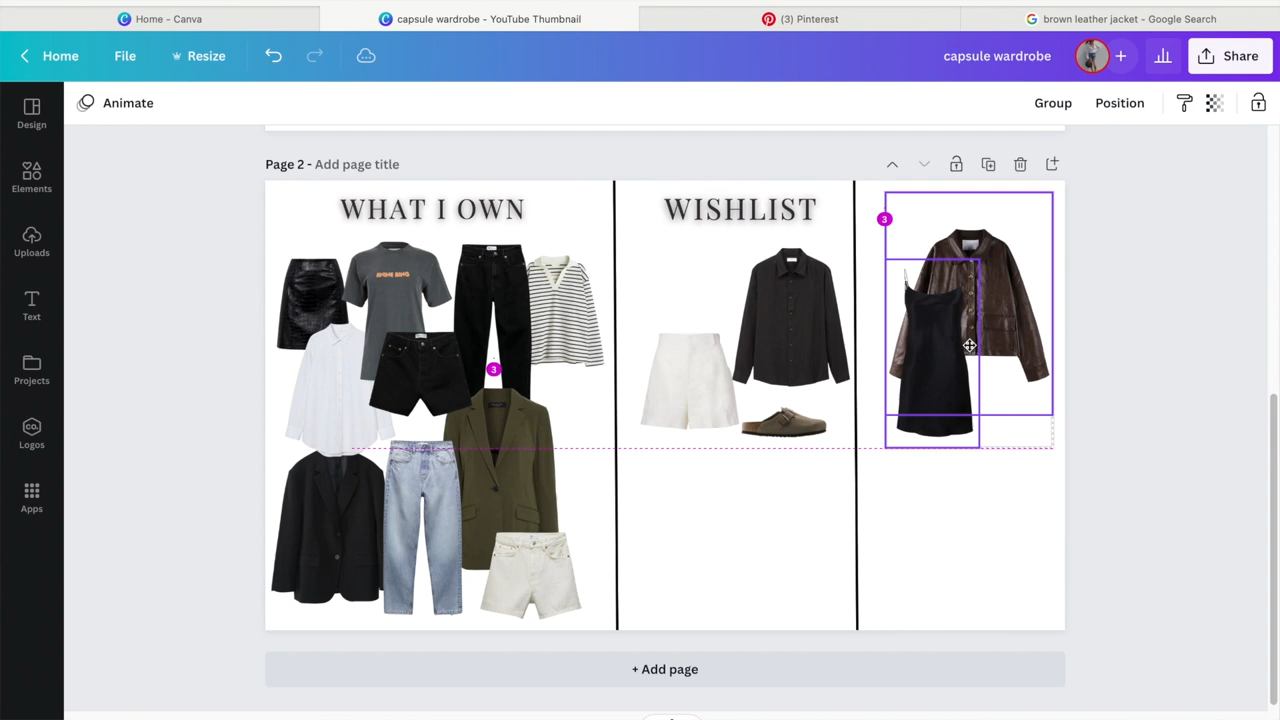 Home - Canva
capsule wardrobe - YouTube Thumbnail
(3) Pinterest
brown leather jacket - Google Search
Home
File
Resize
capsule wardrobe
Share
Animate
Group
Position
Design
Elements
Uploads
Text
Projects
co.
Logos
Apps
Page 2 - Add page title
WHAT I OWN
WISHLIST
3
3
+ Add page